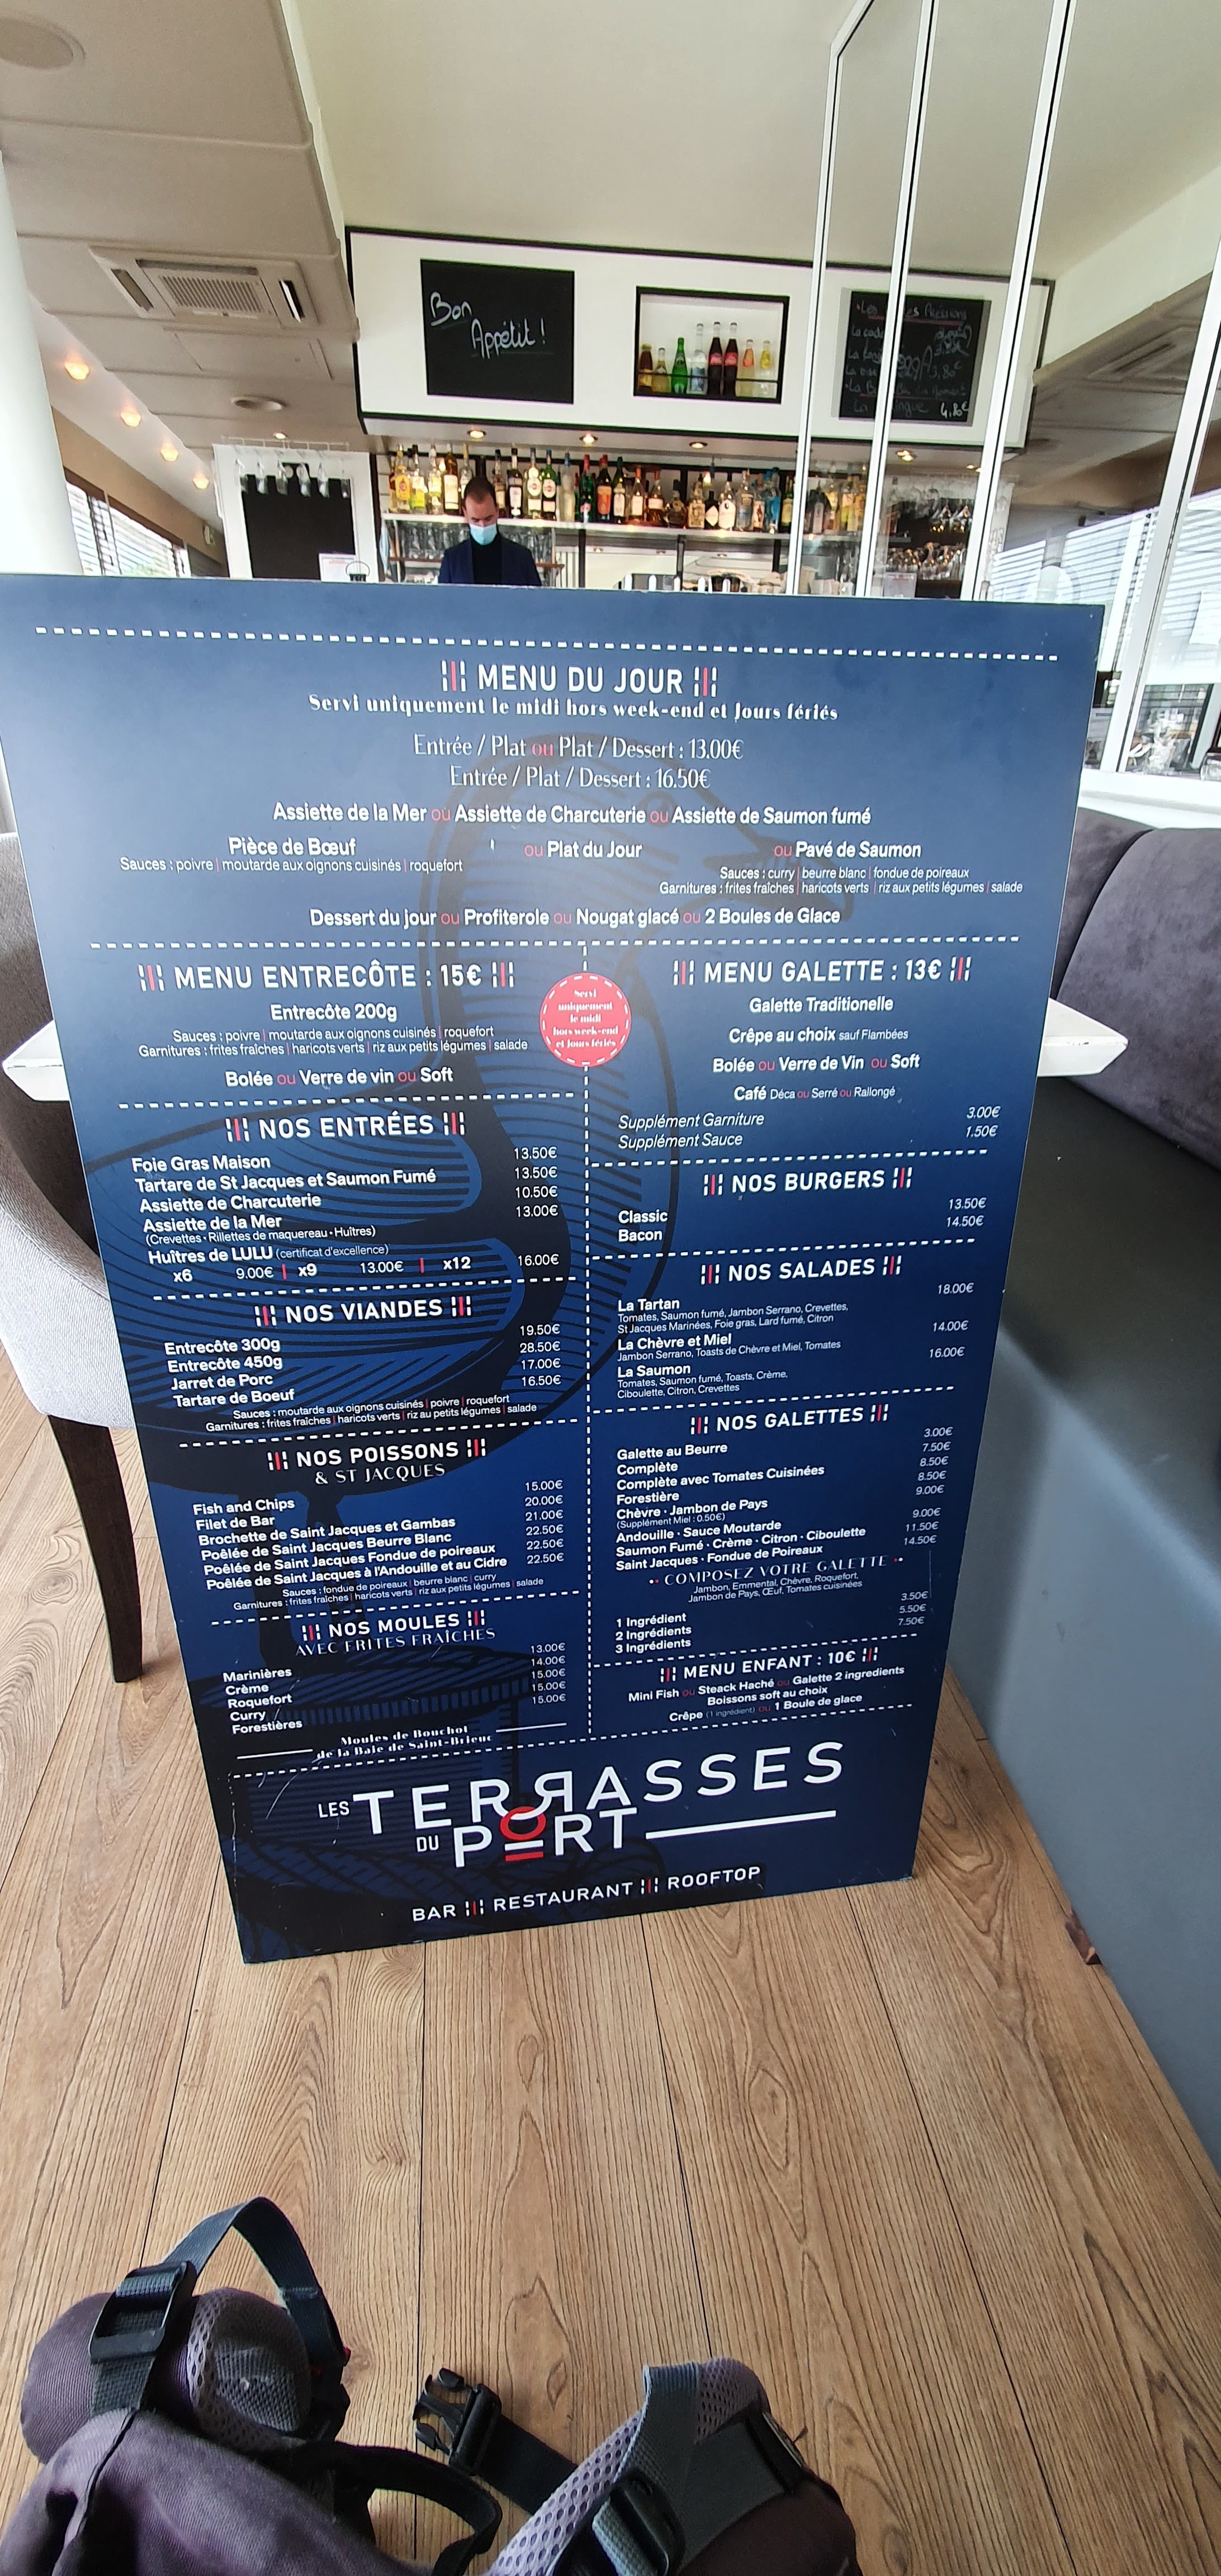 Bon
Appétit !
4,80€
MENU DU JOUR
Servi uniquement le midi hors week-end et Jours fériés
Entrée / Plat ou Plat / Dessert : 13.00€
Entrée / Plat / Dessert : 16.50€
Assiette de la Mer ou Assiette de Charcuterie ou Assiette de Saumon fumé
Pièce de Bœuf ou Plat du Jour ou Pavé de Saumon
Sauces : poivre | moutarde aux oignons cuisinés | roquefort
Sauces : curry | beurre blanc | fondue de poireaux
Garnitures : frites fraîches | haricots verts | riz aux petits légumes | salade
Dessert du jour ou Profiterole ou Nougat glacé ou 2 Boules de Glace
MENU ENTRECÔTE : 15€
Entrecôte 200g
Sauces : poivre | moutarde aux oignons cuisinés | roquefort
Garnitures : frites fraîches | haricots verts | riz aux petits légumes | salade
Bolée ou Verre de vin ou Soft
Servi
uniquement
le midi
hors week-end
et Jours fériés
MENU GALETTE : 13€
Galette Traditionelle
Crêpe au choix sauf Flambées
Bolée ou Verre de Vin ou Soft
Café Déca ou Serré ou Rallongé
Supplément Garniture 3.00€
Supplément Sauce 1.50€
NOS ENTRÉES
Foie Gras Maison 13.50€
Tartare de St Jacques et Saumon Fumé 13.50€
Assiette de Charcuterie 10.50€
Assiette de la Mer 13.00€
(Crevettes • Rillettes de maquereau • Huîtres)
Huîtres de LULU (certificat d'excellence)
x6 9.00€ | x9 13.00€ | x12 16.00€
NOS VIANDES
Entrecôte 300g 19.50€
Entrecôte 450g 28.50€
Jarret de Porc 17.00€
Tartare de Boeuf 16.50€
Sauces : moutarde aux oignons cuisinés | poivre | roquefort
Garnitures : frites fraîches | haricots verts | riz au petits légumes | salade
NOS POISSONS
& ST JACQUES
Fish and Chips 15.00€
Filet de Bar 20.00€
Brochette de Saint Jacques et Gambas 21.00€
Poêlée de Saint Jacques Beurre Blanc 22.50€
Poêlée de Saint Jacques Fondue de poireaux 22.50€
Poêlée de Saint Jacques à l'Andouille et au Cidre 22.50€
Sauces : fondue de poireaux | beurre blanc | curry
Garnitures : frites fraîches | haricots verts | riz aux petits légumes | salade
NOS MOULES
AVEC FRITES FRAÎCHES
Marinières 13.00€
Crème 14.00€
Roquefort 15.00€
Curry 15.00€
Forestières 15.00€
Moules de Bouchot
de la Baie de Saint-Brieuc
NOS BURGERS
Classic 13.50€
Bacon 14.50€
NOS SALADES
La Tartan 18.00€
Tomates, Saumon fumé, Jambon Serrano, Crevettes,
St Jacques Marinées, Foie gras, Lard fumé, Citron
La Chèvre et Miel 14.00€
Jambon Serrano, Toasts de Chèvre et Miel, Tomates
La Saumon 16.00€
Tomates, Saumon fumé, Toasts, Crème,
Ciboulette, Citron, Crevettes
NOS GALETTES
Galette au Beurre 3.00€
Complète 7.50€
Complète avec Tomates Cuisinées 8.50€
Forestière 8.50€
Chèvre • Jambon de Pays 9.00€
(Supplément Miel : 0.50€)
Andouille • Sauce Moutarde 9.00€
Saumon Fumé • Crème • Citron • Ciboulette 11.50€
Saint Jacques • Fondue de Poireaux 14.50€
•• COMPOSEZ VOTRE GALETTE ••
Jambon, Emmental, Chèvre, Roquefort,
Jambon de Pays, Œuf, Tomates cuisinées
1 Ingrédient 3.50€
2 Ingrédients 5.50€
3 Ingrédients 7.50€
MENU ENFANT : 10€
Mini Fish ou Steack Haché ou Galette 2 ingredients
Boissons soft au choix
Crêpe (1 ingrédient) ou 1 Boule de glace
LES TERRASSES
DU PORT
BAR RESTAURANT ROOFTOP